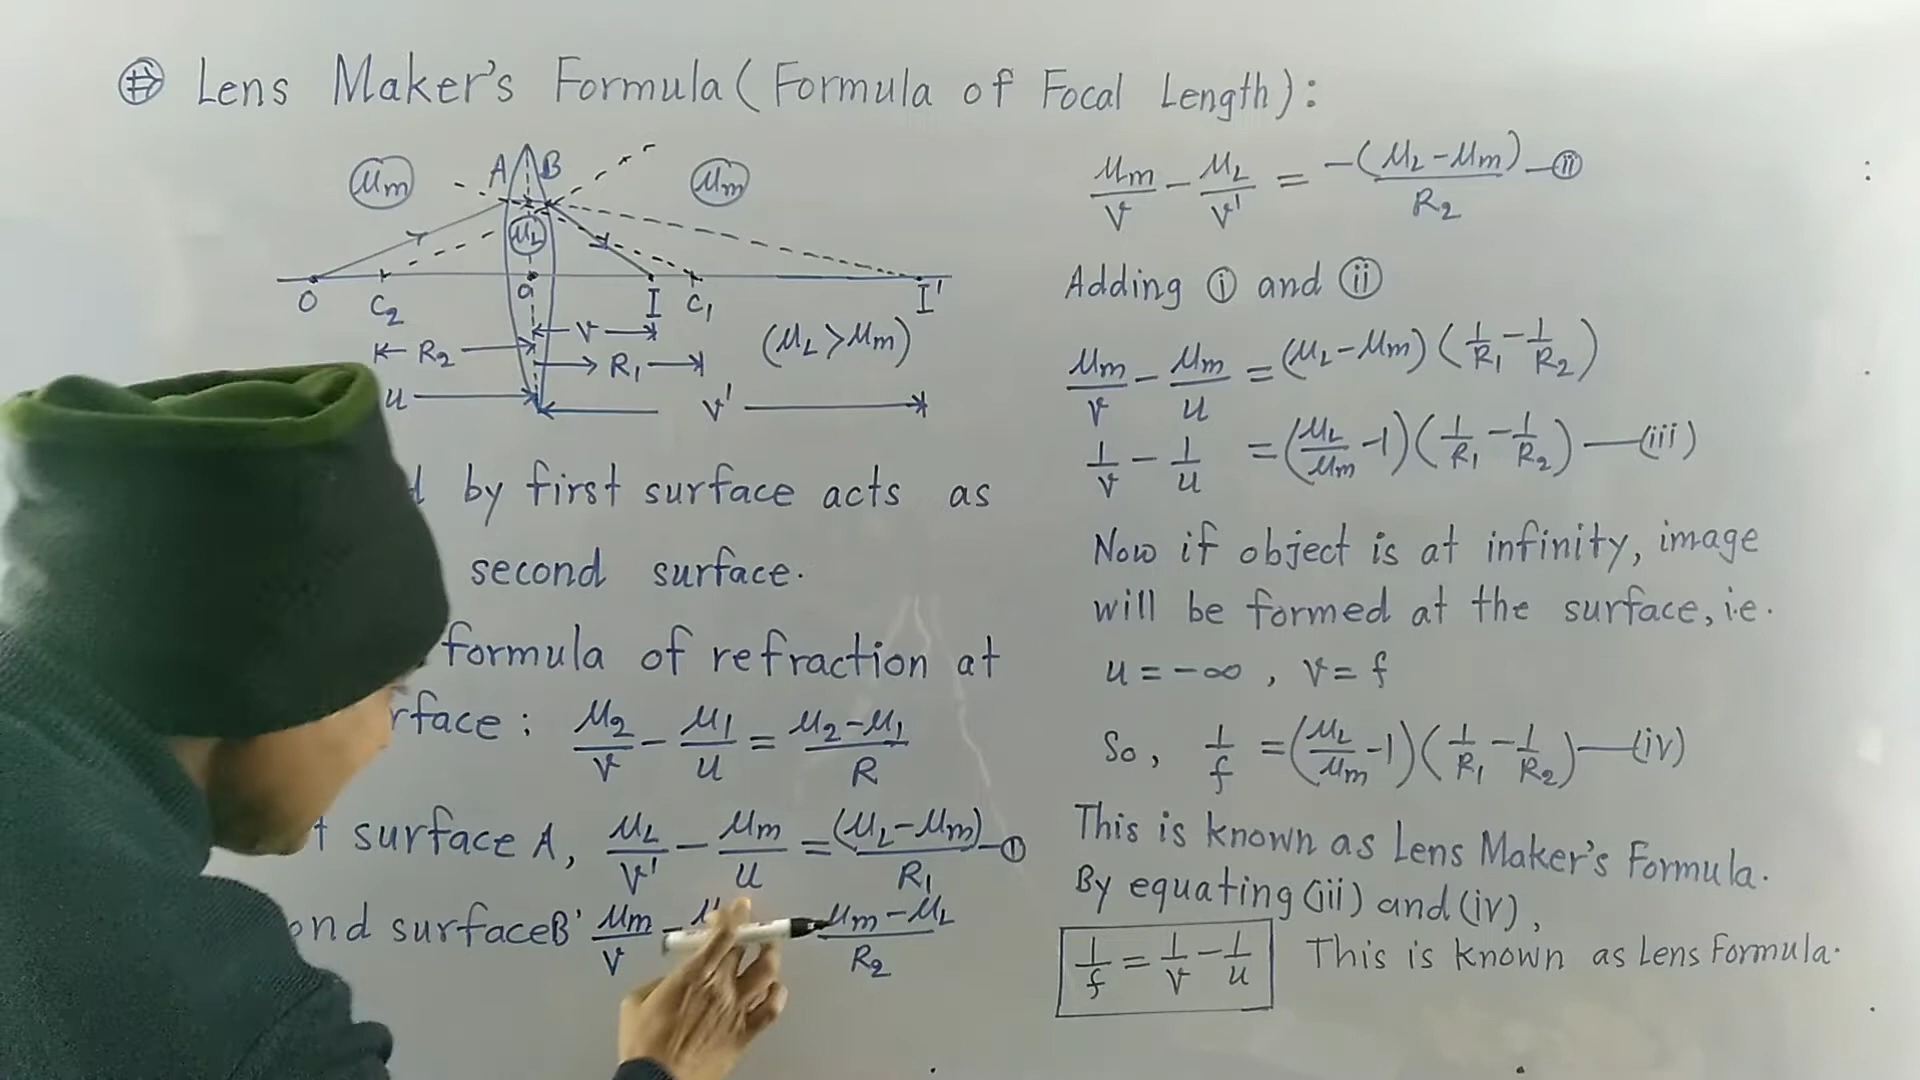 Lens Maker's Formula (Formula of Focal Length):
μm A B μm
μL
O C2 a I C1 I'
v
R2 R1 (μL > μm)
u v'
by first surface acts as
second surface.
formula of refraction at
: μ2/v - μ1/u = (μ2 - μ1)/R
surface A, μL/v' - μm/u = (μL - μm)/R1 — ①
surface B' μm/v - (μm - μL)/R2
μm/v - μL/v' = -(μL - μm)/R2 — ⓘⓘ
Adding ⓘ and ⓘⓘ
μm/v - μm/u = (μL - μm)(1/R1 - 1/R2)
1/v - 1/u = (μL/μm - 1)(1/R1 - 1/R2) — (iii)
Now if object is at infinity, image
will be formed at the surface, i.e.
u = -∞ , v = f
So, 1/f = (μL/μm - 1)(1/R1 - 1/R2) — (iv)
This is known as Lens Maker's Formula.
By equating (iii) and (iv),
1/f = 1/v - 1/u This is known as Lens Formula.